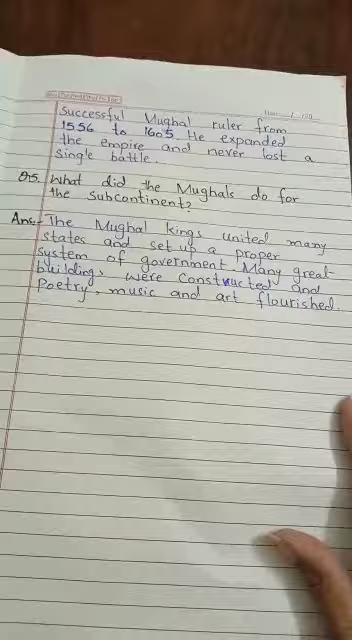 Successful Mughal ruler from
1556 to 1605. He expanded
the empire and never lost a
single battle.
Q5. What did the Mughals do for
the subcontinent?
Ans:- The Mughal kings united many
states and set up a proper
system of government. Many great
buildings were constructed and
Poetry, music and art flourished.